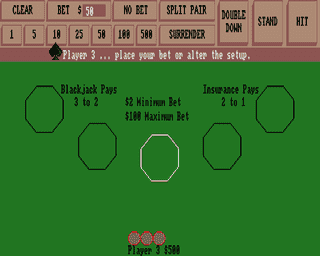 CLEAR BET $ 50 NO BET SPLIT PAIR DOUBLE DOWN STAND HIT
1 5 10 25 50 100 500 SURRENDER
Player 3 ... place your bet or alter the setup.
Blackjack Pays
3 to 2
$2 Minimum Bet
$100 Maximum Bet
Insurance Pays
2 to 1
Player 3 $500